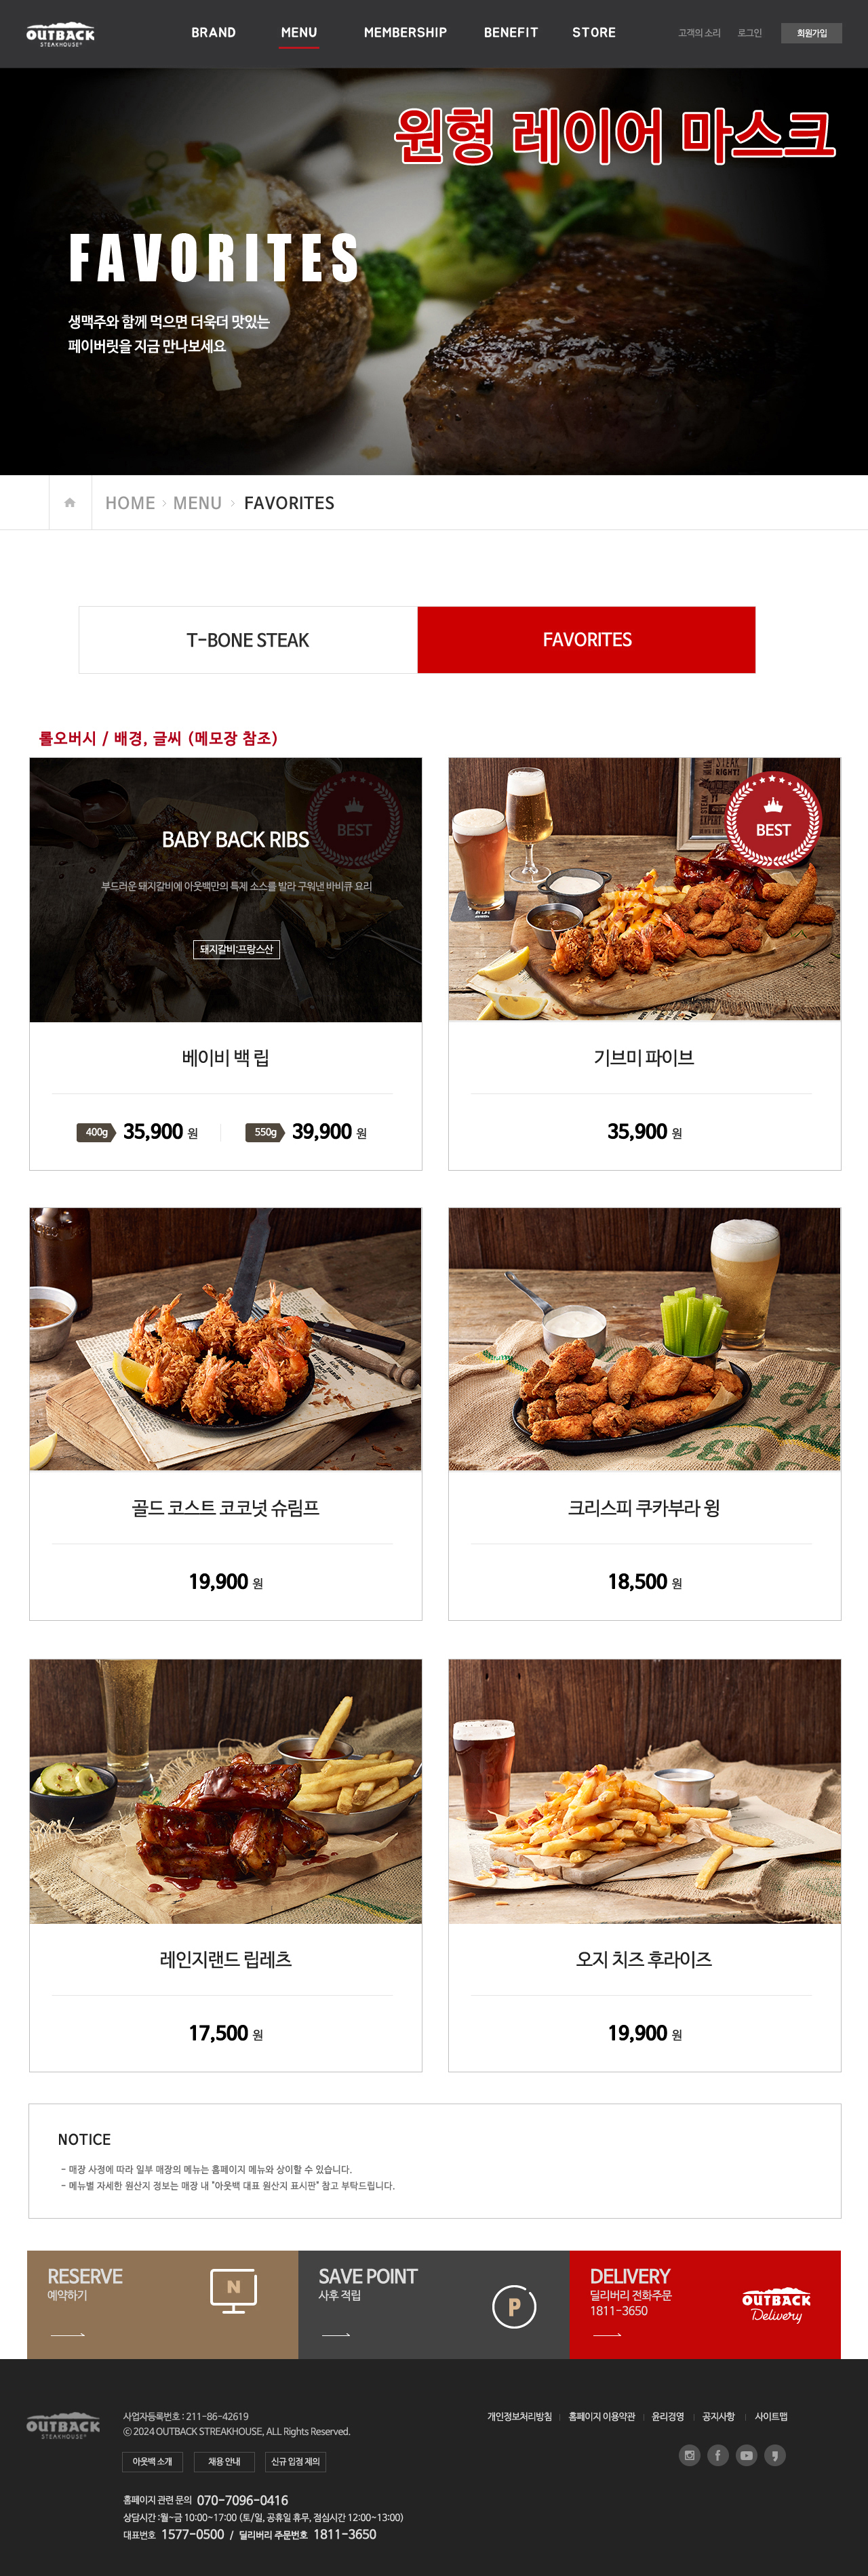 OUTBACK
STEAKHOUSE®
BRAND MENU MEMBERSHIP BENEFIT STORE 고객의 소리 로그인 회원가입
원형 레이어 마스크
FAVORITES
생맥주와 함께 먹으면 더욱더 맛있는
페이버릿을 지금 만나보세요
HOME > MENU > FAVORITES
T-BONE STEAK FAVORITES
롤오버시 / 배경, 글씨 (메모장 참조)
BEST
BABY BACK RIBS
부드러운 돼지갈비에 아웃백만의 특제 소스를 발라 구워낸 바비큐 요리
돼지갈비:프랑스산
베이비 백 립
400g 35,900 원 550g 39,900 원
STEAK
RIGHT!
EXPERT
BEST
기브미 파이브
35,900 원
골드 코스트 코코넛 슈림프
19,900 원
534
크리스피 쿠카부라 윙
18,500 원
레인지랜드 립레츠
17,500 원
오지 치즈 후라이즈
19,900 원
NOTICE
- 매장 사정에 따라 일부 매장의 메뉴는 홈페이지 메뉴와 상이할 수 있습니다.
- 메뉴별 자세한 원산지 정보는 매장 내 "아웃백 대표 원산지 표시판" 참고 부탁드립니다.
RESERVE
예약하기
N
SAVE POINT
사후 적립
P
DELIVERY
딜리버리 전화주문
1811-3650
OUTBACK
Delivery
OUTBACK
STEAKHOUSE®
사업자등록번호 : 211-86-42619
© 2024 OUTBACK STREAKHOUSE, ALL Rights Reserved.
아웃백 소개 채용 안내 신규 입점 제의
홈페이지 관련 문의 070-7096-0416
상담시간 :월~금 10:00~17:00 (토/일, 공휴일 휴무, 점심시간 12:00~13:00)
대표번호 1577-0500 / 딜리버리 주문번호 1811-3650
개인정보처리방침 | 홈페이지 이용약관 | 윤리경영 | 공지사항 | 사이트맵